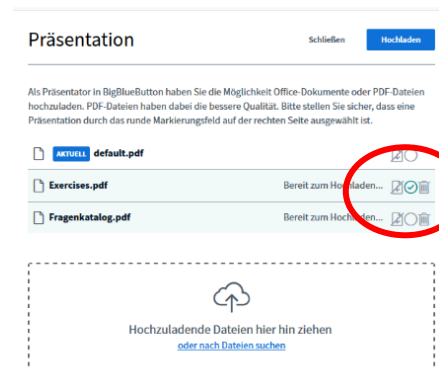 Präsentation
Schließen
Hochladen
Als Präsentator in BigBlueButton haben Sie die Möglichkeit Office-Dokumente oder PDF-Dateien
hochzuladen. PDF-Dateien haben dabei die bessere Qualität. Bitte stellen Sie sicher, dass eine
Präsentation durch das runde Markierungsfeld auf der rechten Seite ausgewählt ist.
AKTUELL default.pdf
Exercises.pdf Bereit zum Hochladen...
Fragenkatalog.pdf Bereit zum Hochladen...
Hochzuladende Dateien hier hin ziehen
oder nach Dateien suchen